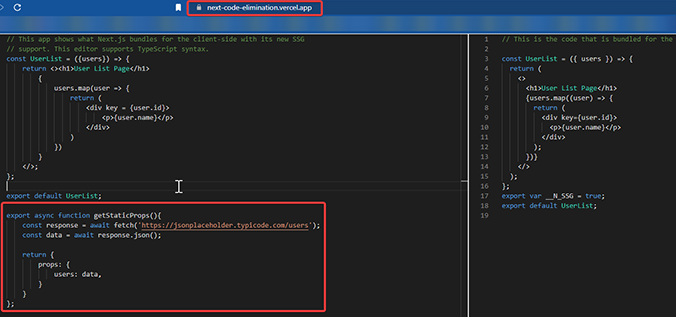 next-code-elimination.vercel.app
// This app shows what Next.js bundles for the client-side with its new SSG
// support. This editor supports TypeScript syntax.
const UserList = ({users}) => {
return <><h1>User List Page</h1>
{
users.map(user => {
return (
<div key = {user.id}>
<p>{user.name}</p>
</div>
)
})
}
</>;
};
export default UserList;
export async function getStaticProps(){
const response = await fetch('https://jsonplaceholder.typicode.com/users');
const data = await response.json();
return {
props: {
users: data,
}
}
};
1 // This is the code that is bundled for the
2
3 const UserList = ({ users }) => {
4 return (
5 <>
6 <h1>User List Page</h1>
7 {users.map((user) => {
8 return (
9 <div key={user.id}>
10 <p>{user.name}</p>
11 </div>
12 );
13 })}
14 </>
15 );
16 };
17 export var __N_SSG = true;
18 export default UserList;
19